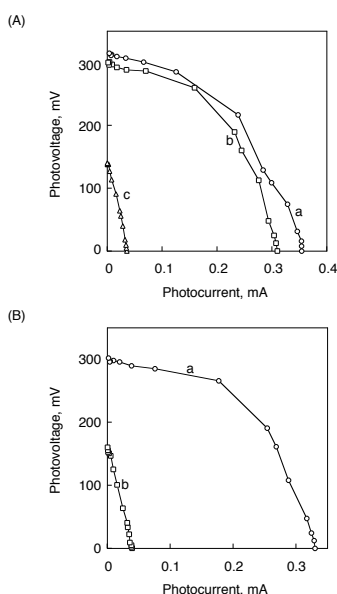 (A)
300
200
100
0
Photovoltage, mV
a
b
c
0 0.1 0.2 0.3 0.4
Photocurrent, mA
(B)
300
200
100
0
Photovoltage, mV
a
b
0 0.1 0.2 0.3
Photocurrent, mA